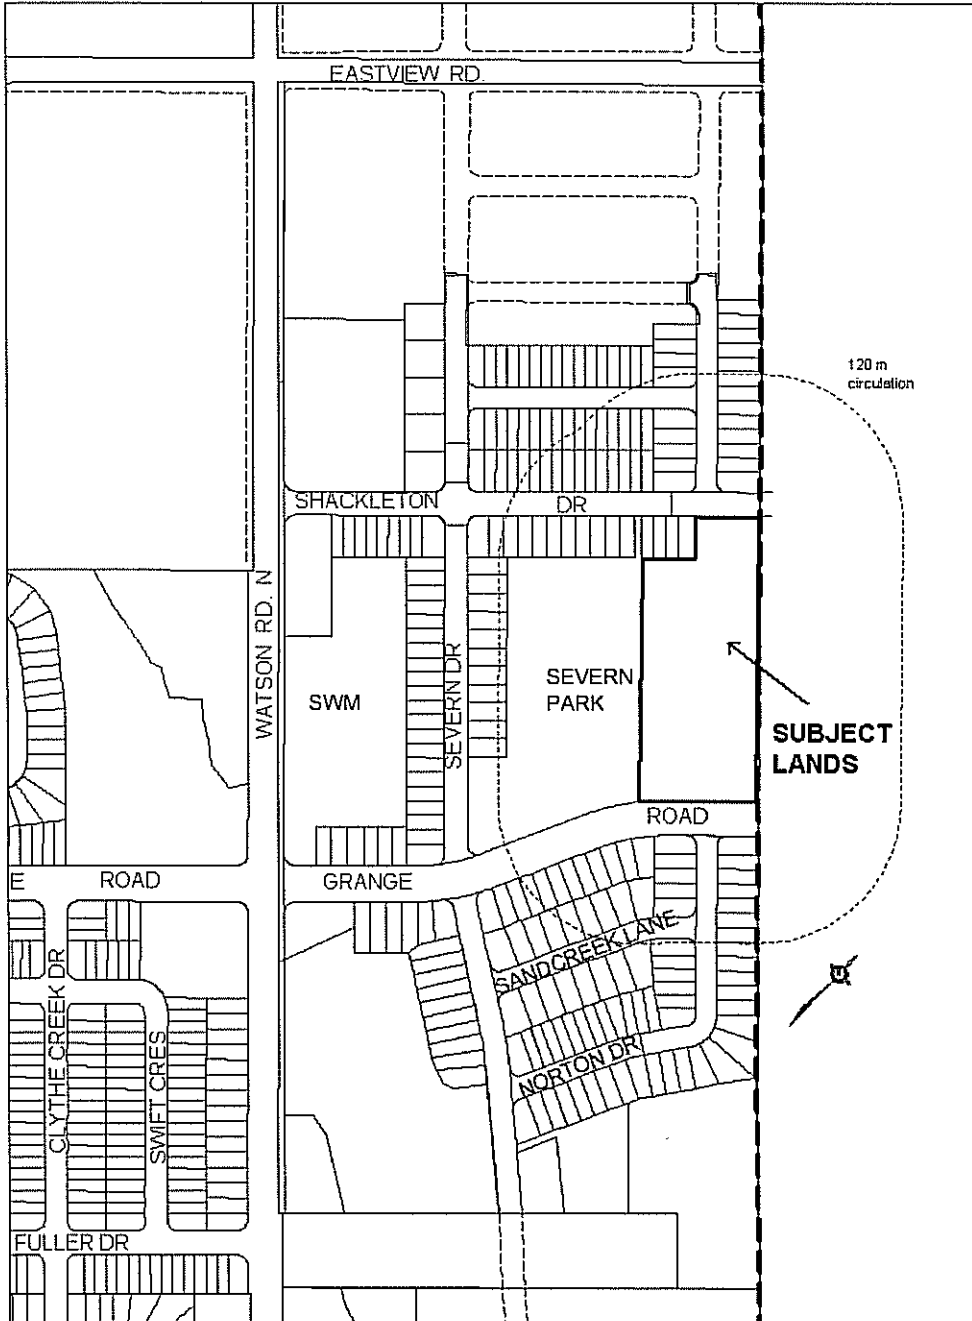 EASTVIEW RD.
120 m
circulation
SHACKLETON
DR
WATSON RD. N
SEVERN DR
SWM
SEVERN
PARK
SUBJECT
LANDS
ROAD
E
ROAD
GRANGE
SANDCREEK LANE
CLYTHE CREEK DR
SWIFT CRES
NORTON DR
FULLER DR